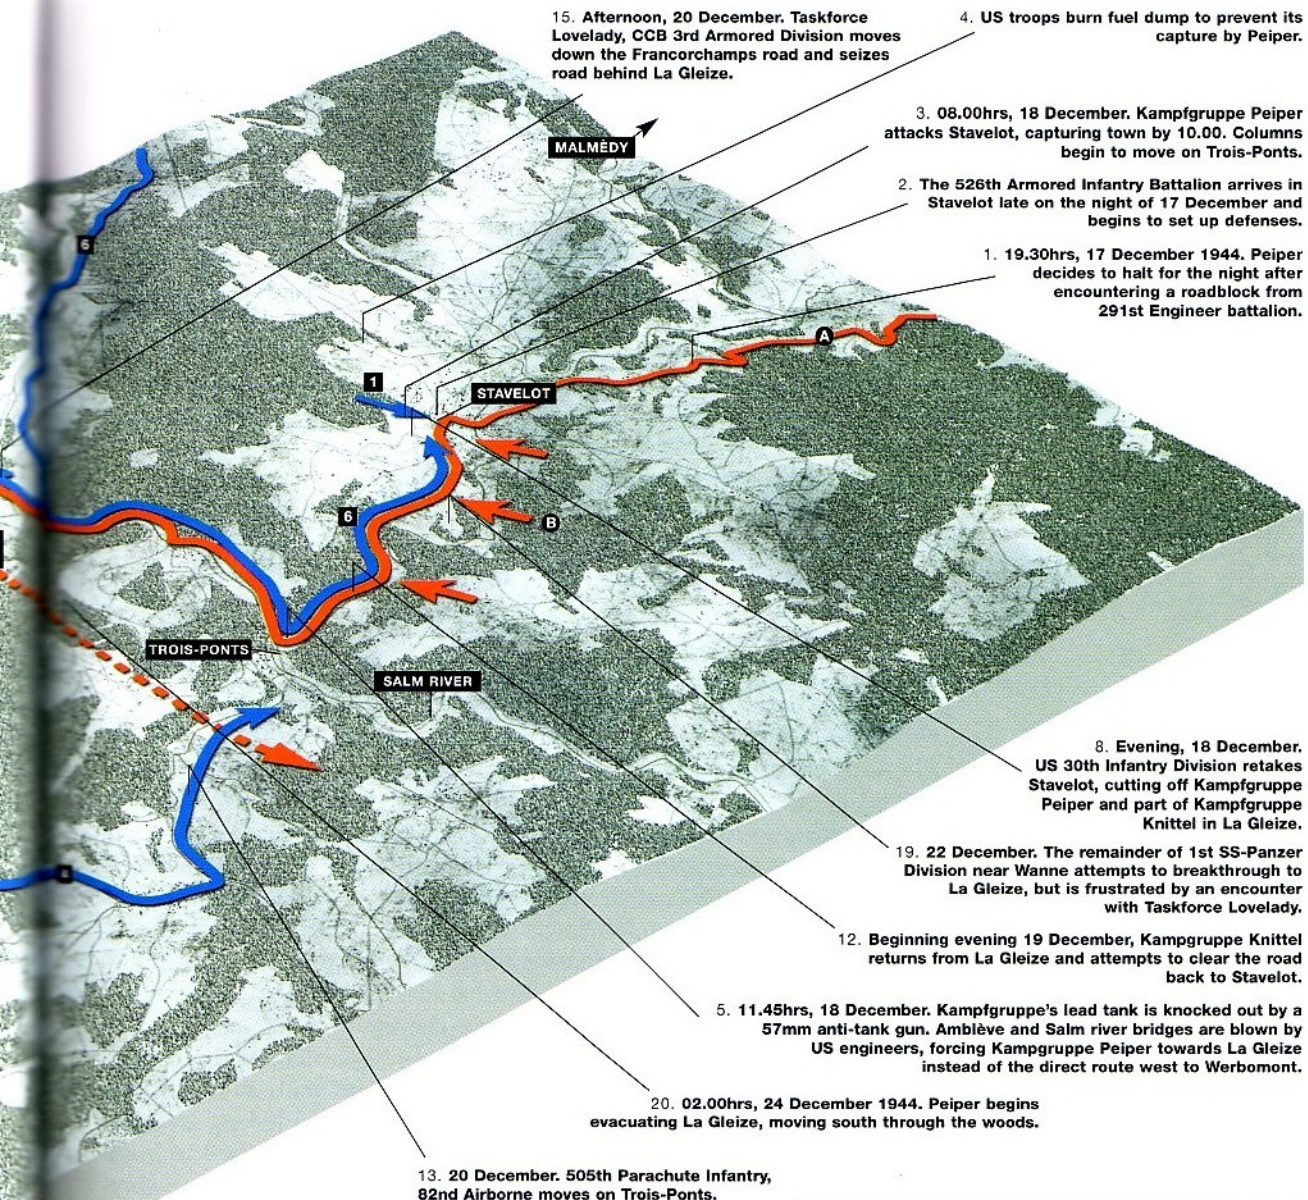 15. Afternoon, 20 December. Taskforce
Lovelady, CCB 3rd Armored Division moves
down the Francorchamps road and seizes
road behind La Gleize.
4. US troops burn fuel dump to prevent its
capture by Peiper.
3. 08.00hrs, 18 December. Kampfgruppe Peiper
attacks Stavelot, capturing town by 10.00. Columns
begin to move on Trois-Ponts.
MALMÈDY
2. The 526th Armored Infantry Battalion arrives in
Stavelot late on the night of 17 December and
begins to set up defenses.
6
1. 19.30hrs, 17 December 1944. Peiper
decides to halt for the night after
encountering a roadblock from
291st Engineer battalion.
A
1
STAVELOT
6
B
TROIS-PONTS
SALM RIVER
8. Evening, 18 December.
US 30th Infantry Division retakes
Stavelot, cutting off Kampfgruppe
Peiper and part of Kampfgruppe
Knittel in La Gleize.
19. 22 December. The remainder of 1st SS-Panzer
Division near Wanne attempts to breakthrough to
La Gleize, but is frustrated by an encounter
with Taskforce Lovelady.
12. Beginning evening 19 December, Kampgruppe Knittel
returns from La Gleize and attempts to clear the road
back to Stavelot.
5. 11.45hrs, 18 December. Kampfgruppe's lead tank is knocked out by a
57mm anti-tank gun. Amblève and Salm river bridges are blown by
US engineers, forcing Kampgruppe Peiper towards La Gleize
instead of the direct route west to Werbomont.
20. 02.00hrs, 24 December 1944. Peiper begins
evacuating La Gleize, moving south through the woods.
13. 20 December. 505th Parachute Infantry,
82nd Airborne moves on Trois-Ponts.